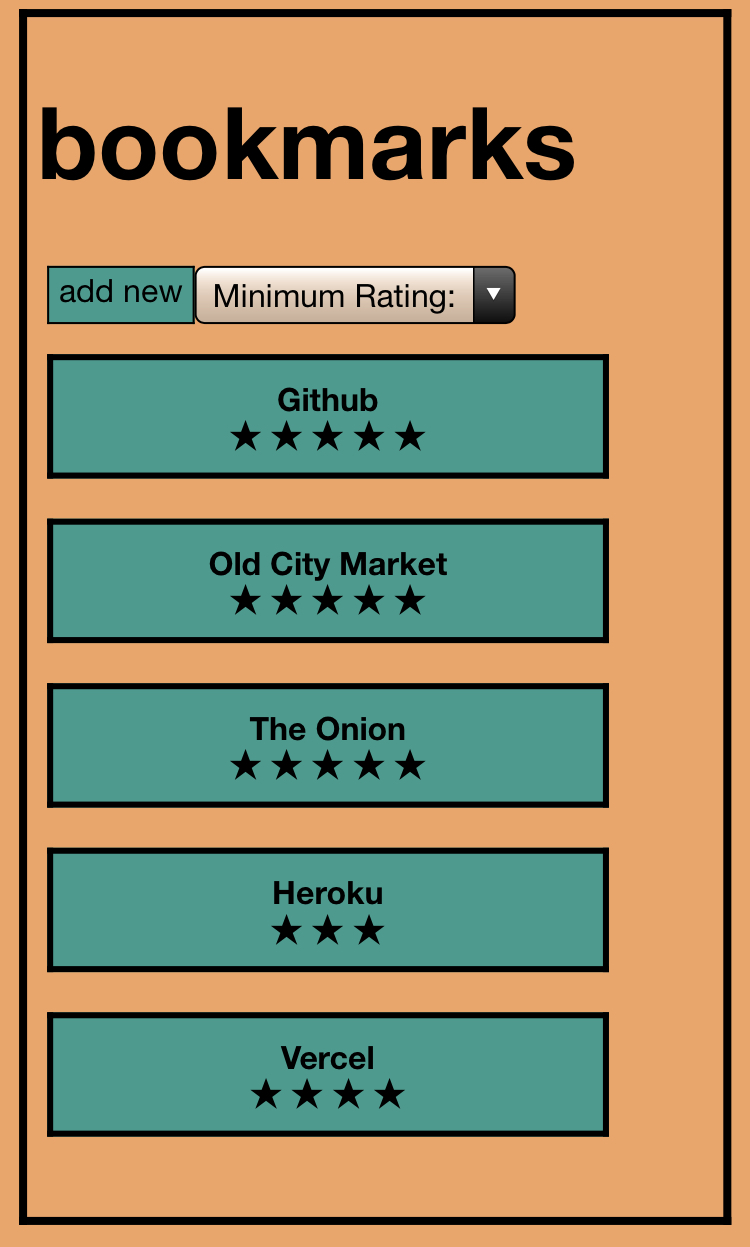 bookmarks
add new Minimum Rating:
Github
★ ★ ★ ★ ★
Old City Market
★ ★ ★ ★ ★
The Onion
★ ★ ★ ★ ★
Heroku
★ ★ ★
Vercel
★ ★ ★ ★